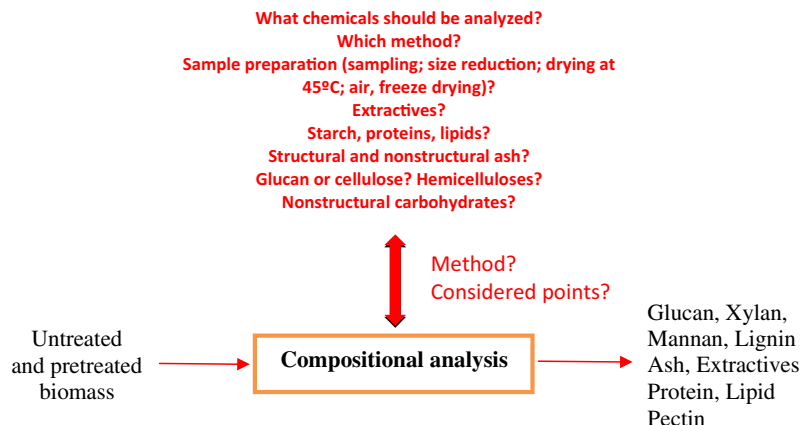 What chemicals should be analyzed?
Which method?
Sample preparation (sampling; size reduction; drying at
45ºC; air, freeze drying)?
Extractives?
Starch, proteins, lipids?
Structural and nonstructural ash?
Glucan or cellulose? Hemicelluloses?
Nonstructural carbohydrates?
Method?
Considered points?
Untreated
and pretreated
biomass
Compositional analysis
Glucan, Xylan,
Mannan, Lignin
Ash, Extractives
Protein, Lipid
Pectin